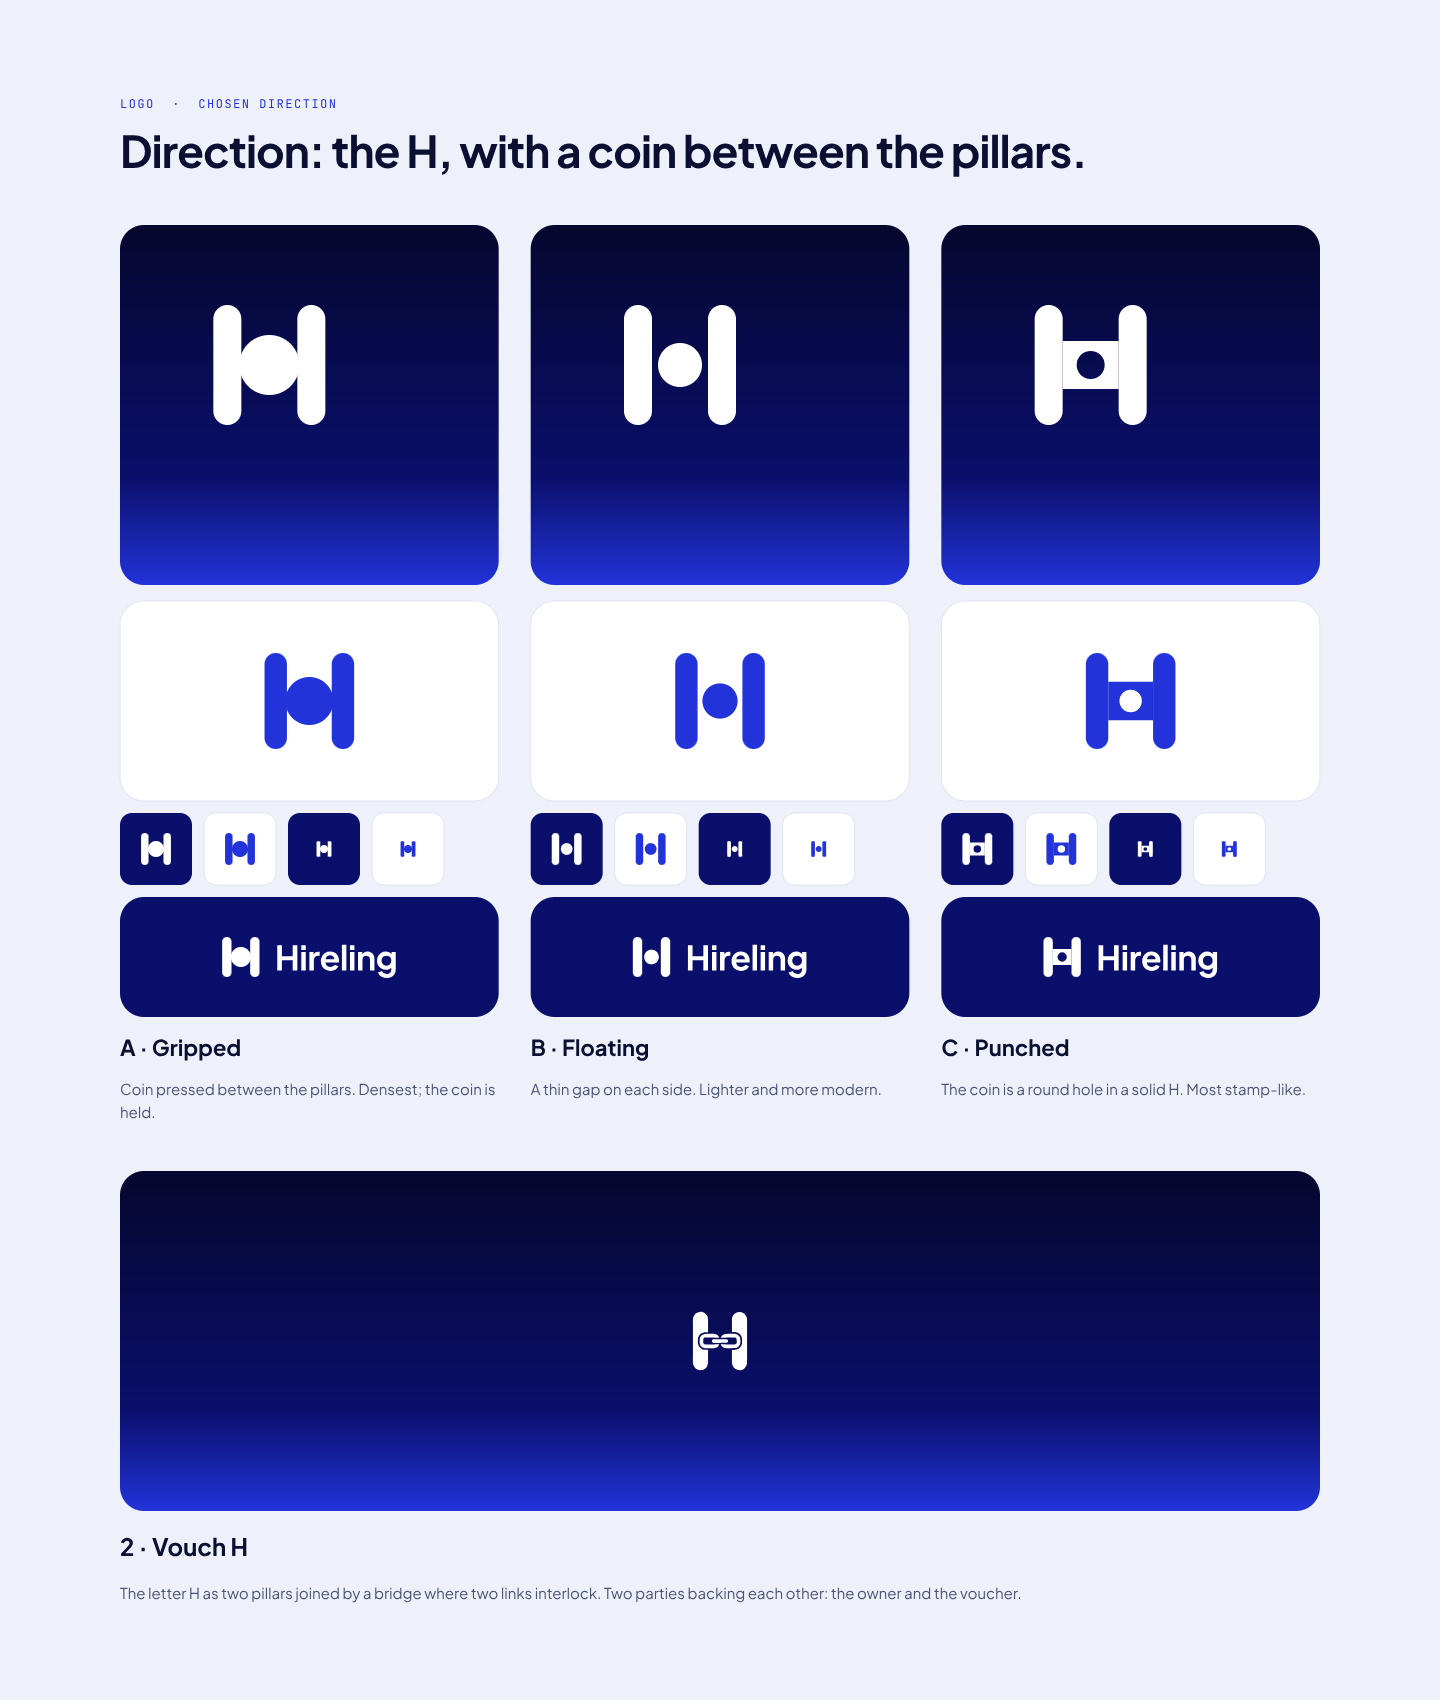 LOGO · CHOSEN DIRECTION
Direction: the H, with a coin between the pillars.
Hireling
Hireling
Hireling
A · Gripped
Coin pressed between the pillars. Densest; the coin is
held.
B · Floating
A thin gap on each side. Lighter and more modern.
C · Punched
The coin is a round hole in a solid H. Most stamp-like.
2 · Vouch H
The letter H as two pillars joined by a bridge where two links interlock. Two parties backing each other: the owner and the voucher.